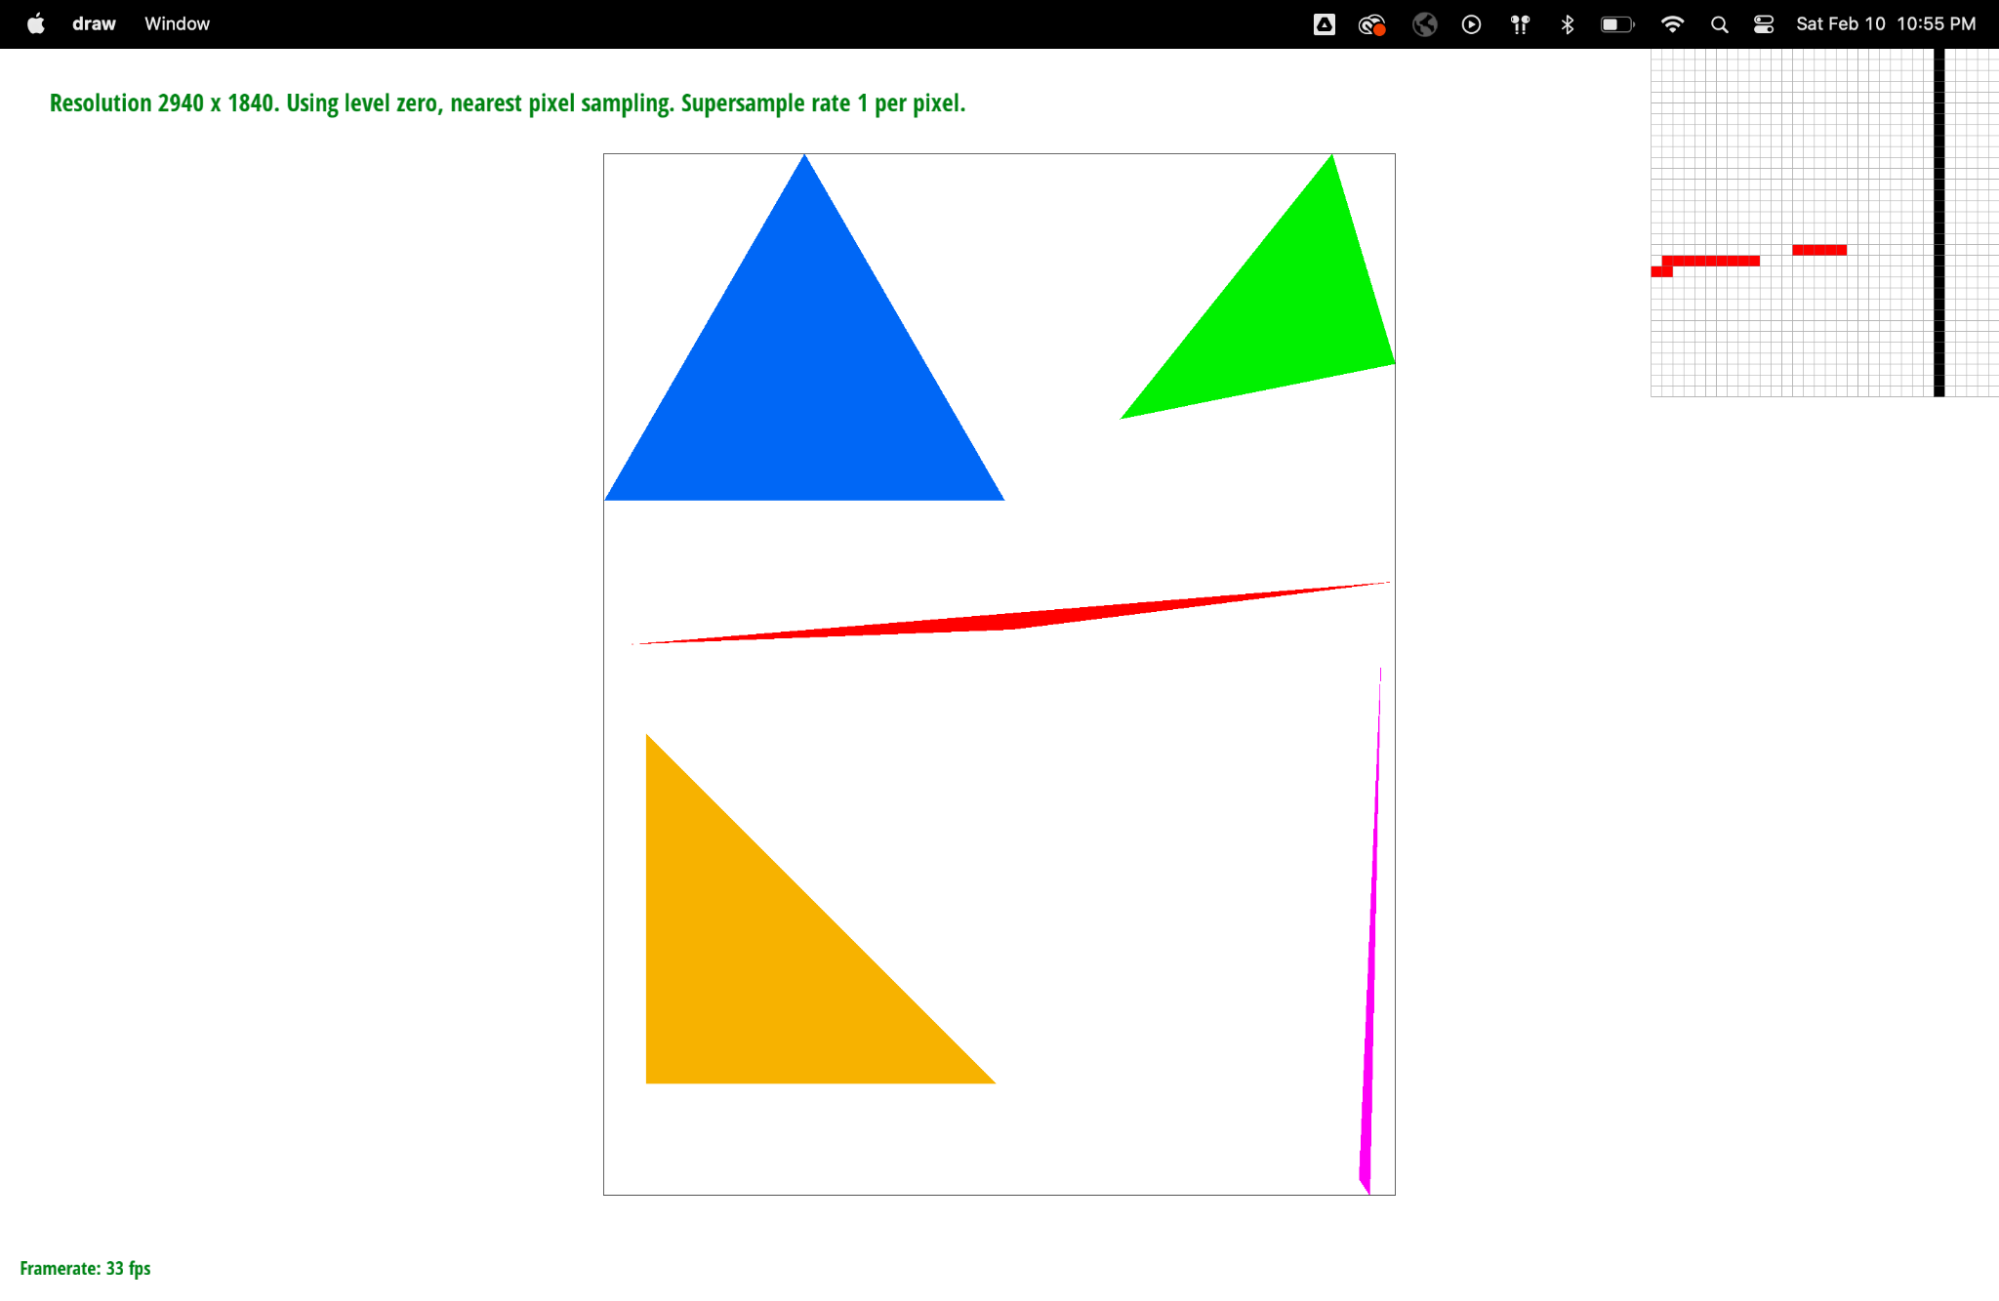 draw Window Sat Feb 10 10:55 PM
Resolution 2940 x 1840. Using level zero, nearest pixel sampling. Supersample rate 1 per pixel.
Framerate: 33 fps